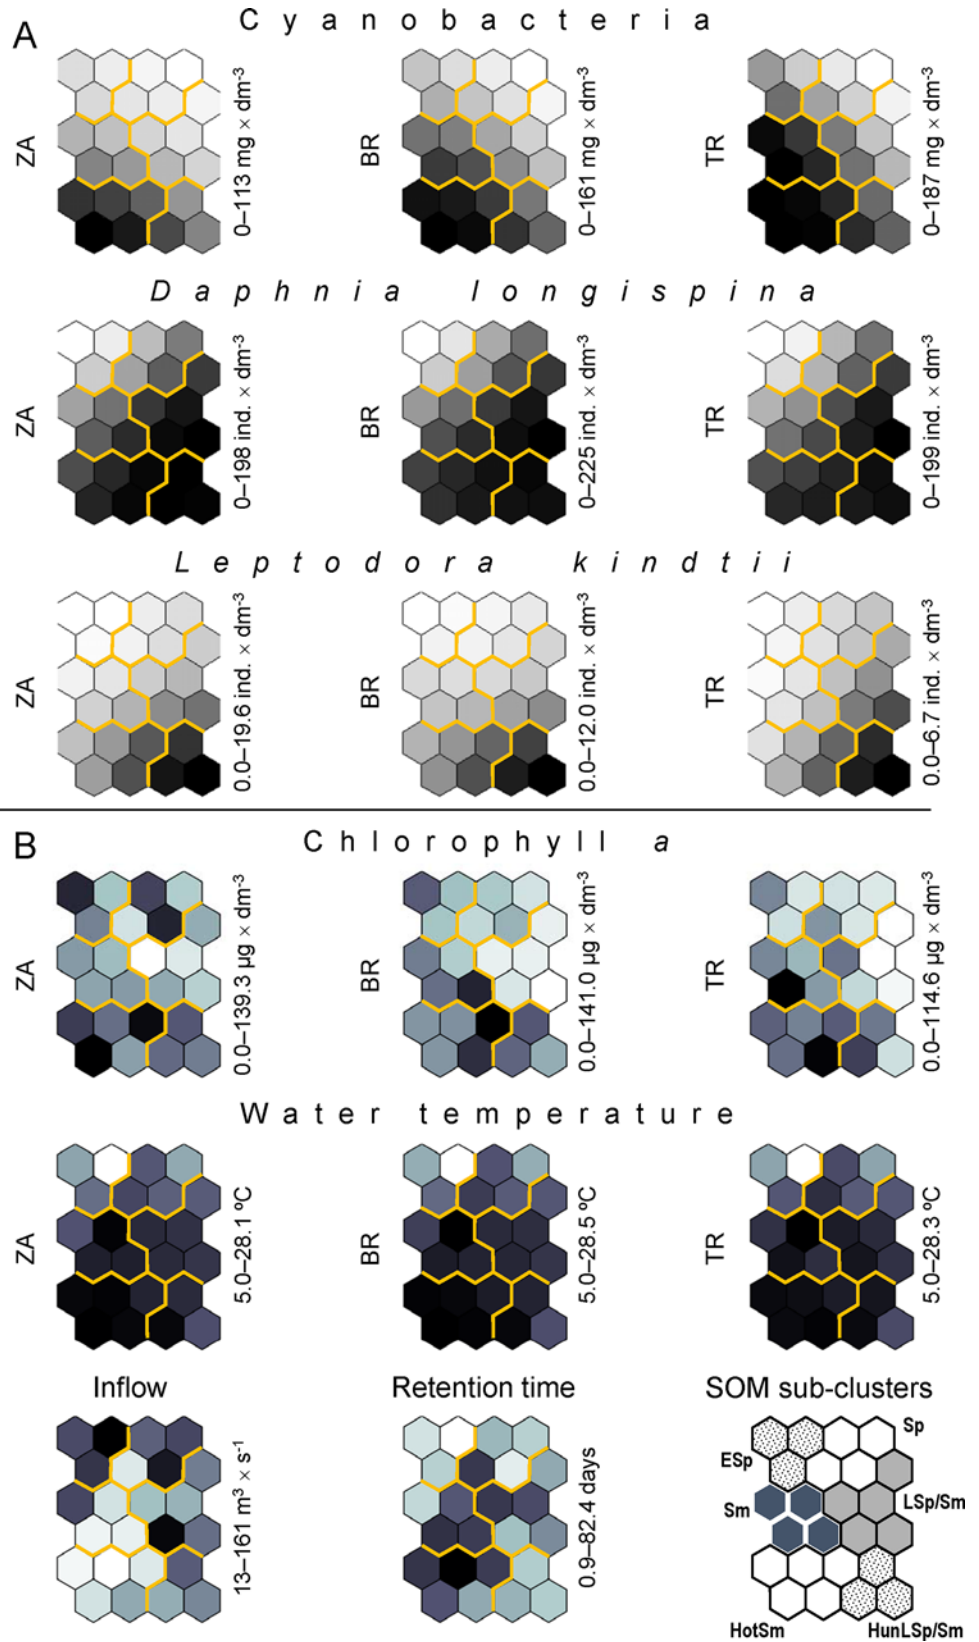 A
Cyanobacteria
ZA
0–113 mg × dm-3
BR
0–161 mg × dm-3
TR
0–187 mg × dm-3
Daphnia longispina
ZA
0–198 ind. × dm-3
BR
0–225 ind. × dm-3
TR
0–199 ind. × dm-3
Leptodora kindtii
ZA
0.0–19.6 ind. × dm-3
BR
0.0–12.0 ind. × dm-3
TR
0.0–6.7 ind. × dm-3
B
Chlorophyll a
ZA
0.0–139.3 µg × dm-3
BR
0.0–141.0 µg × dm-3
TR
0.0–114.6 µg × dm-3
Water temperature
ZA
5.0–28.1 ºC
BR
5.0–28.5 ºC
TR
5.0–28.3 ºC
Inflow
13–161 m3 × s-1
Retention time
0.9–82.4 days
SOM sub-clusters
Sp
ESp
Sm
LSp/Sm
HotSm
HunLSp/Sm